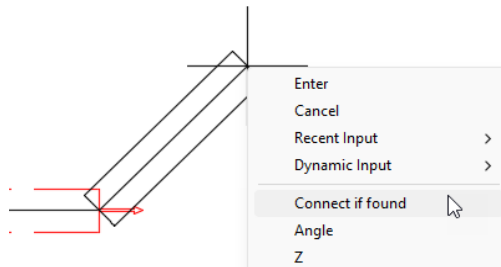 Enter
Cancel
Recent Input
Dynamic Input
Connect if found
Angle
Z